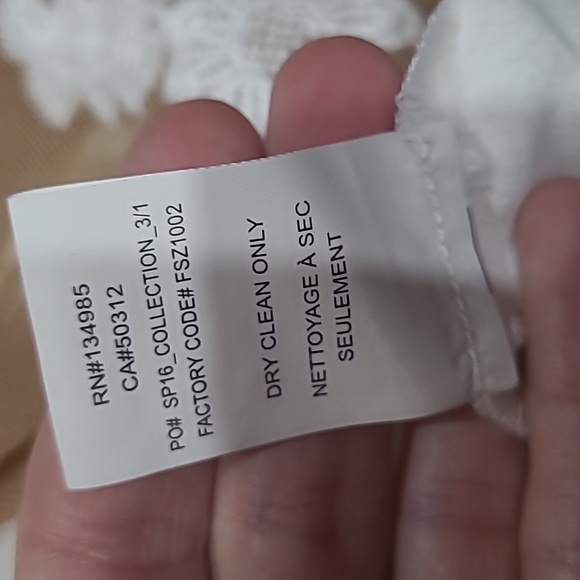 RN#134985
CA#50312
PO# SP16_COLLECTION_3/1
FACTORY CODE# FSZ1002
DRY CLEAN ONLY
NETTOYAGE À SEC
SEULEMENT